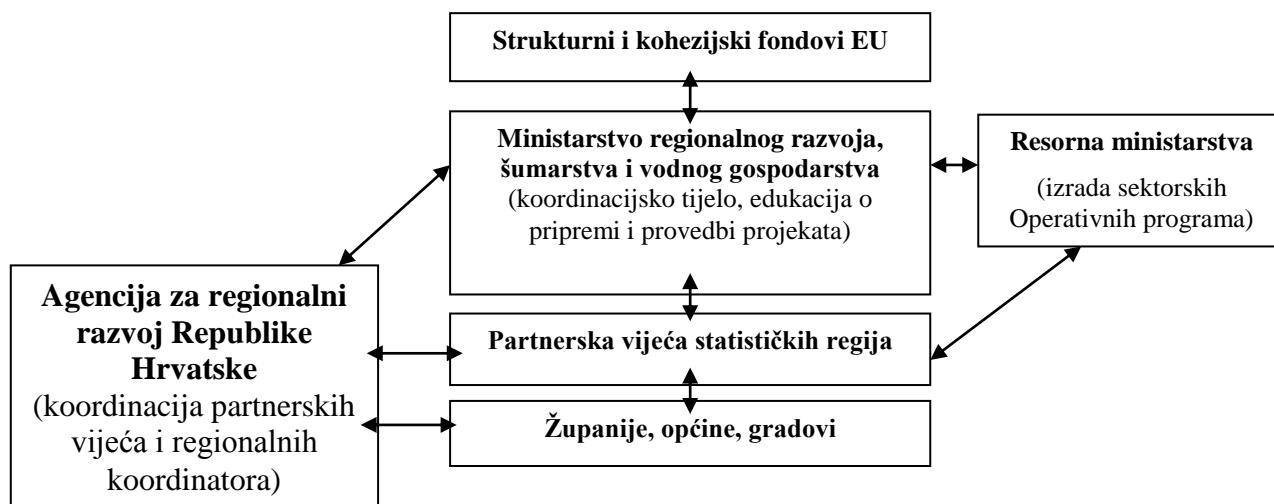 Strukturni i kohezijski fondovi EU
Ministarstvo regionalnog razvoja,
šumarstva i vodnog gospodarstva
(koordinacijsko tijelo, edukacija o
pripremi i provedbi projekata)
Resorna ministarstva
(izrada sektorskih
Operativnih programa)
Agencija za regionalni
razvoj Republike
Hrvatske
(koordinacija partnerskih
vijeća i regionalnih
koordinatora)
Partnerska vijeća statističkih regija
Županije, općine, gradovi